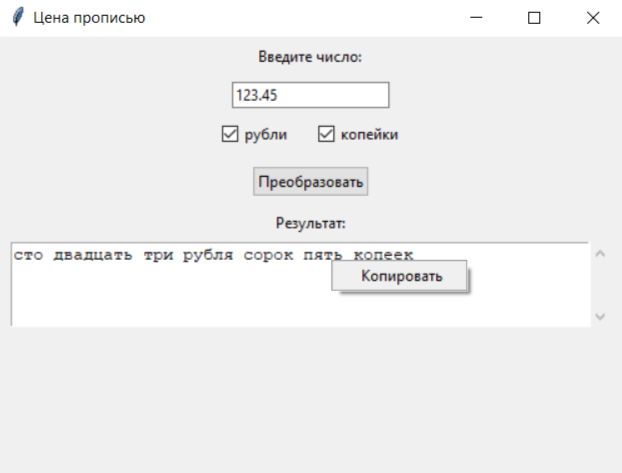 Цена прописью
Введите число:
123.45
рубли копейки
Преобразовать
Результат:
сто двадцать три рубля сорок пять копеек
Копировать